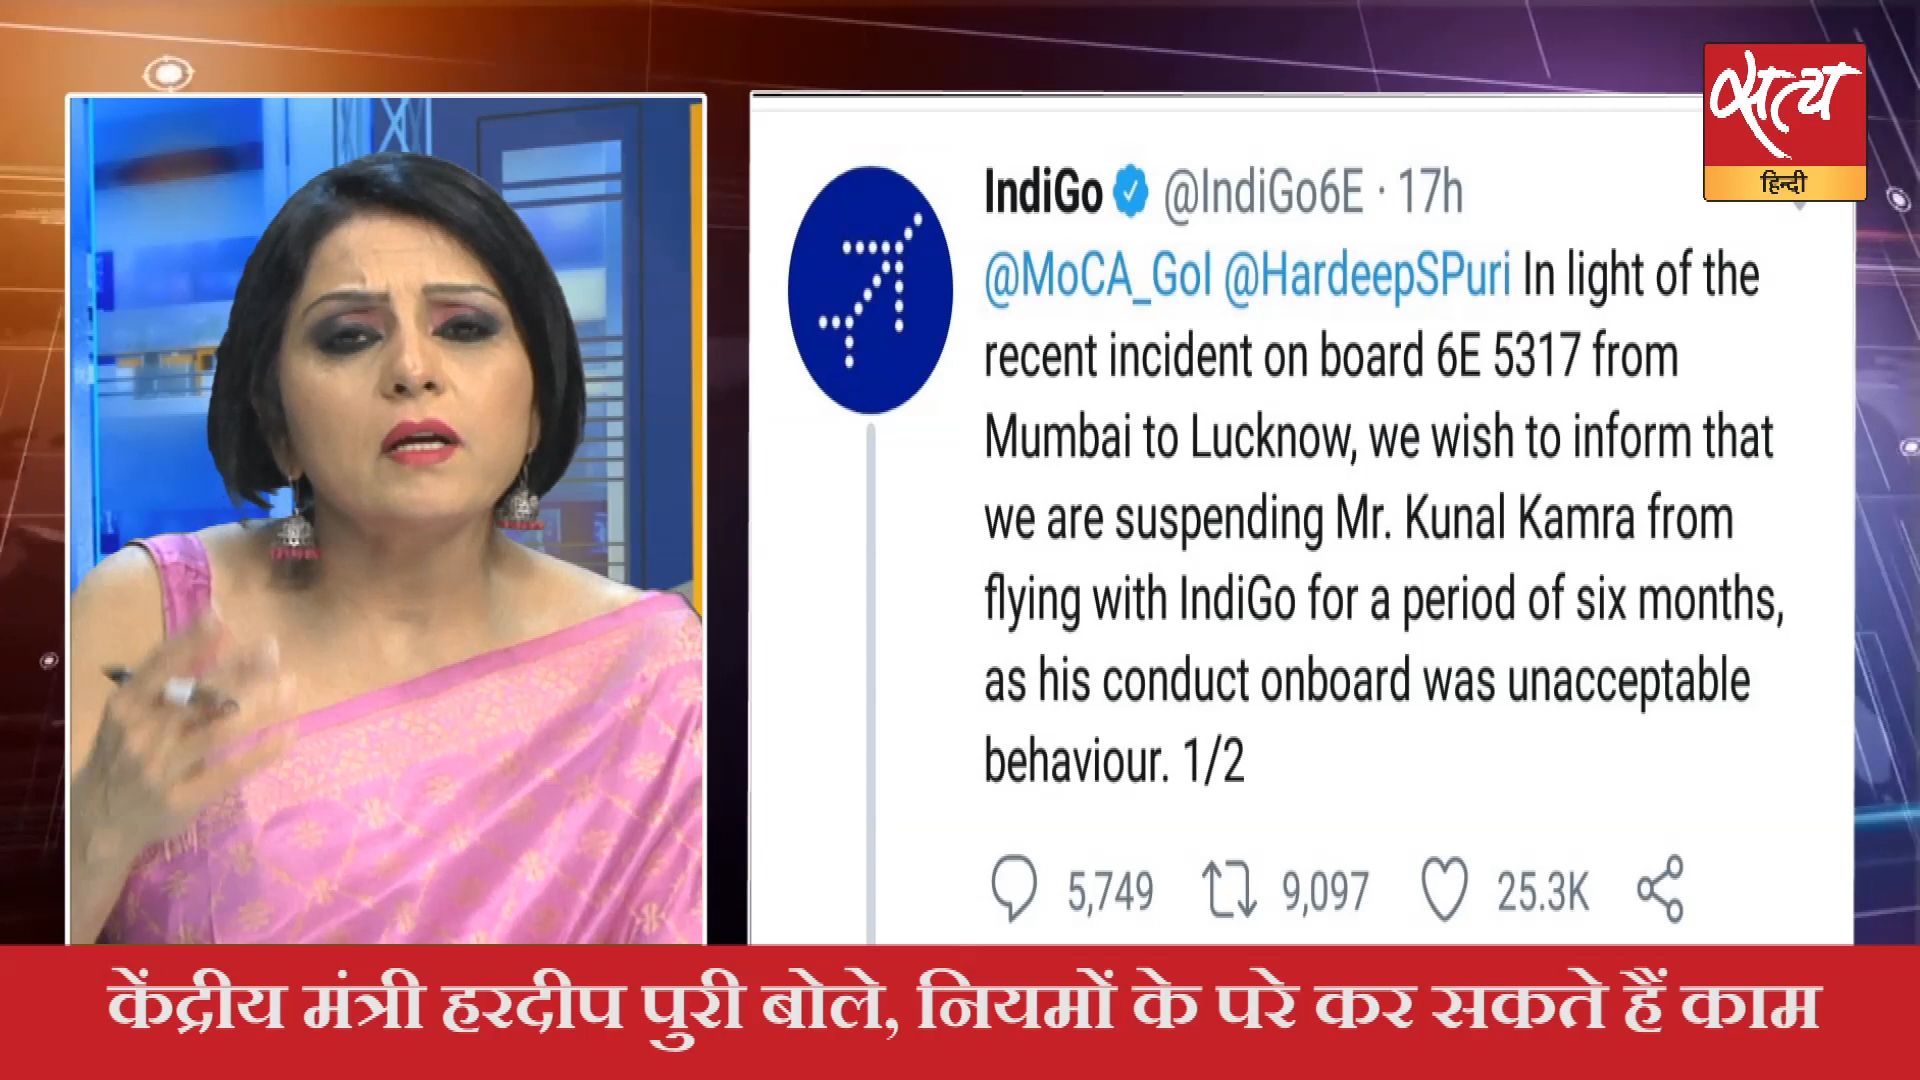 सत्य
हिन्दी
IndiGo @IndiGo6E · 17h
@MoCA_GoI @HardeepSPuri In light of the
recent incident on board 6E 5317 from
Mumbai to Lucknow, we wish to inform that
we are suspending Mr. Kunal Kamra from
flying with IndiGo for a period of six months,
as his conduct onboard was unacceptable
behaviour. 1/2
5,749 9,097 25.3K
केंद्रीय मंत्री हरदीप पुरी बोले, नियमों के परे कर सकते हैं काम